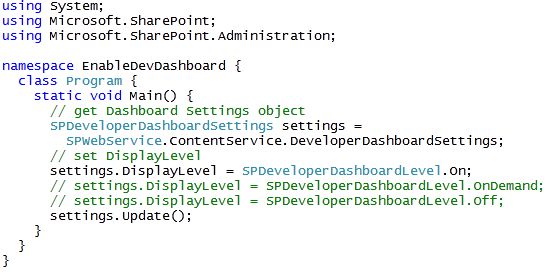 using System;
using Microsoft.SharePoint;
using Microsoft.SharePoint.Administration;

namespace EnableDevDashboard {
  class Program {
    static void Main() {
      // get Dashboard Settings object
      SPDeveloperDashboardSettings settings =
        SPWebService.ContentService.DeveloperDashboardSettings;
      // set DisplayLevel
      settings.DisplayLevel = SPDeveloperDashboardLevel.On;
      // settings.DisplayLevel = SPDeveloperDashboardLevel.OnDemand;
      // settings.DisplayLevel = SPDeveloperDashboardLevel.Off;
      settings.Update();
    }
  }
}